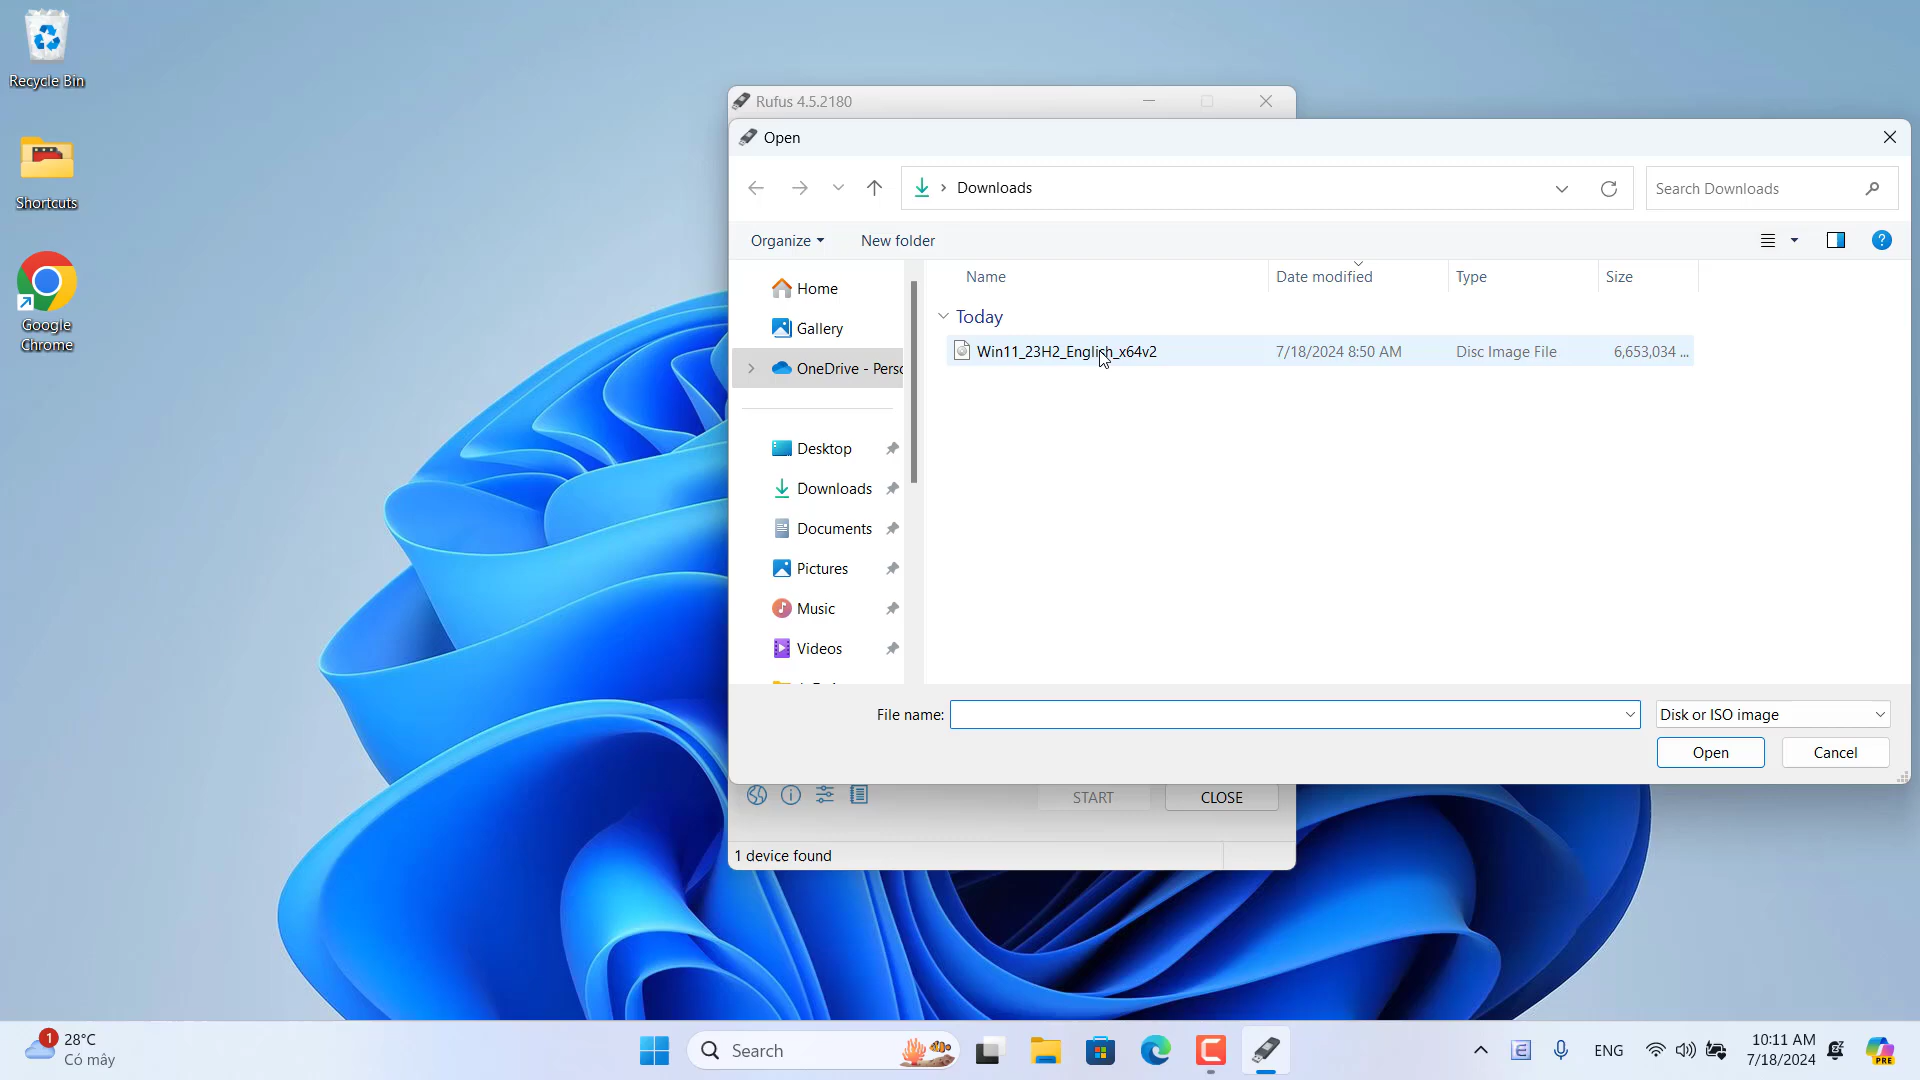 Recycle Bin
Shortcuts
Google
Chrome
Rufus 4.5.2180
Open
Downloads
Search Downloads
Organize
New folder
Name
Date modified
Type
Size
Home
Gallery
OneDrive - Perso
Desktop
Downloads
Documents
Pictures
Music
Videos
Today
Win11_23H2_English_x64v2
7/18/2024 8:50 AM
Disc Image File
6,653,034 ...
File name:
Disk or ISO image
Open
Cancel
START
CLOSE
1 device found
1
28°C
Có mây
Search
ENG
10:11 AM
7/18/2024
PRE